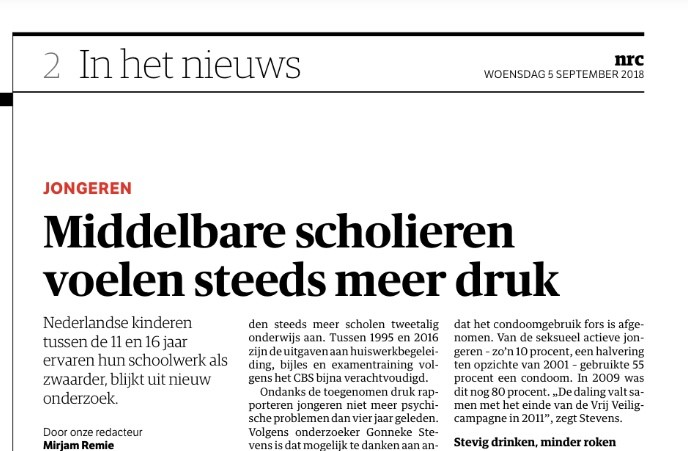 2 In het nieuws
nrc
WOENSDAG 5 SEPTEMBER 2018
JONGEREN
Middelbare scholieren
voelen steeds meer druk
Nederlandse kinderen
tussen de 11 en 16 jaar
ervaren hun schoolwerk als
zwaarder, blijkt uit nieuw
onderzoek.
Door onze redacteur
Mirjam Remie
den steeds meer scholen tweetalig
onderwijs aan. Tussen 1995 en 2016
zijn de uitgaven aan huiswerkbegelei-
ding, bijles en examentraining vol-
gens het CBS bijna verachtvoudigd.
Ondanks de toegenomen druk rap-
porteren jongeren niet meer psychi-
sche problemen dan vier jaar geleden.
Volgens onderzoeker Gonneke Ste-
vens is dat mogelijk te danken aan an-
dat het condoomgebruik fors is afge-
nomen. Van de seksueel actieve jon-
geren – zo’n 10 procent, een halvering
ten opzichte van 2001 – gebruikte 55
procent een condoom. In 2009 was
dit nog 80 procent. „De daling valt sa-
men met het einde van de Vrij Veilig-
campagne in 2011”, zegt Stevens.
Stevig drinken, minder roken